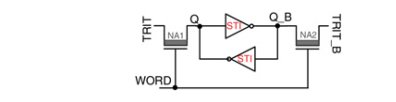 TRIT
NA1
Q
STI
Q_B
NA2
TRIT_B
STI
WORD